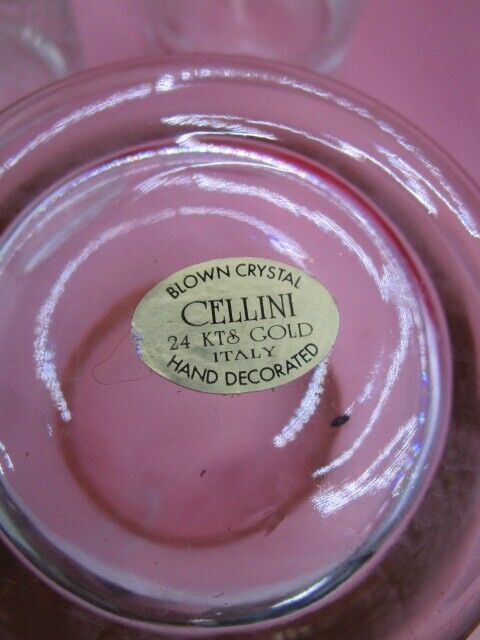 BLOWN CRYSTAL
CELLINI
24 KTS GOLD
ITALY
HAND DECORATED